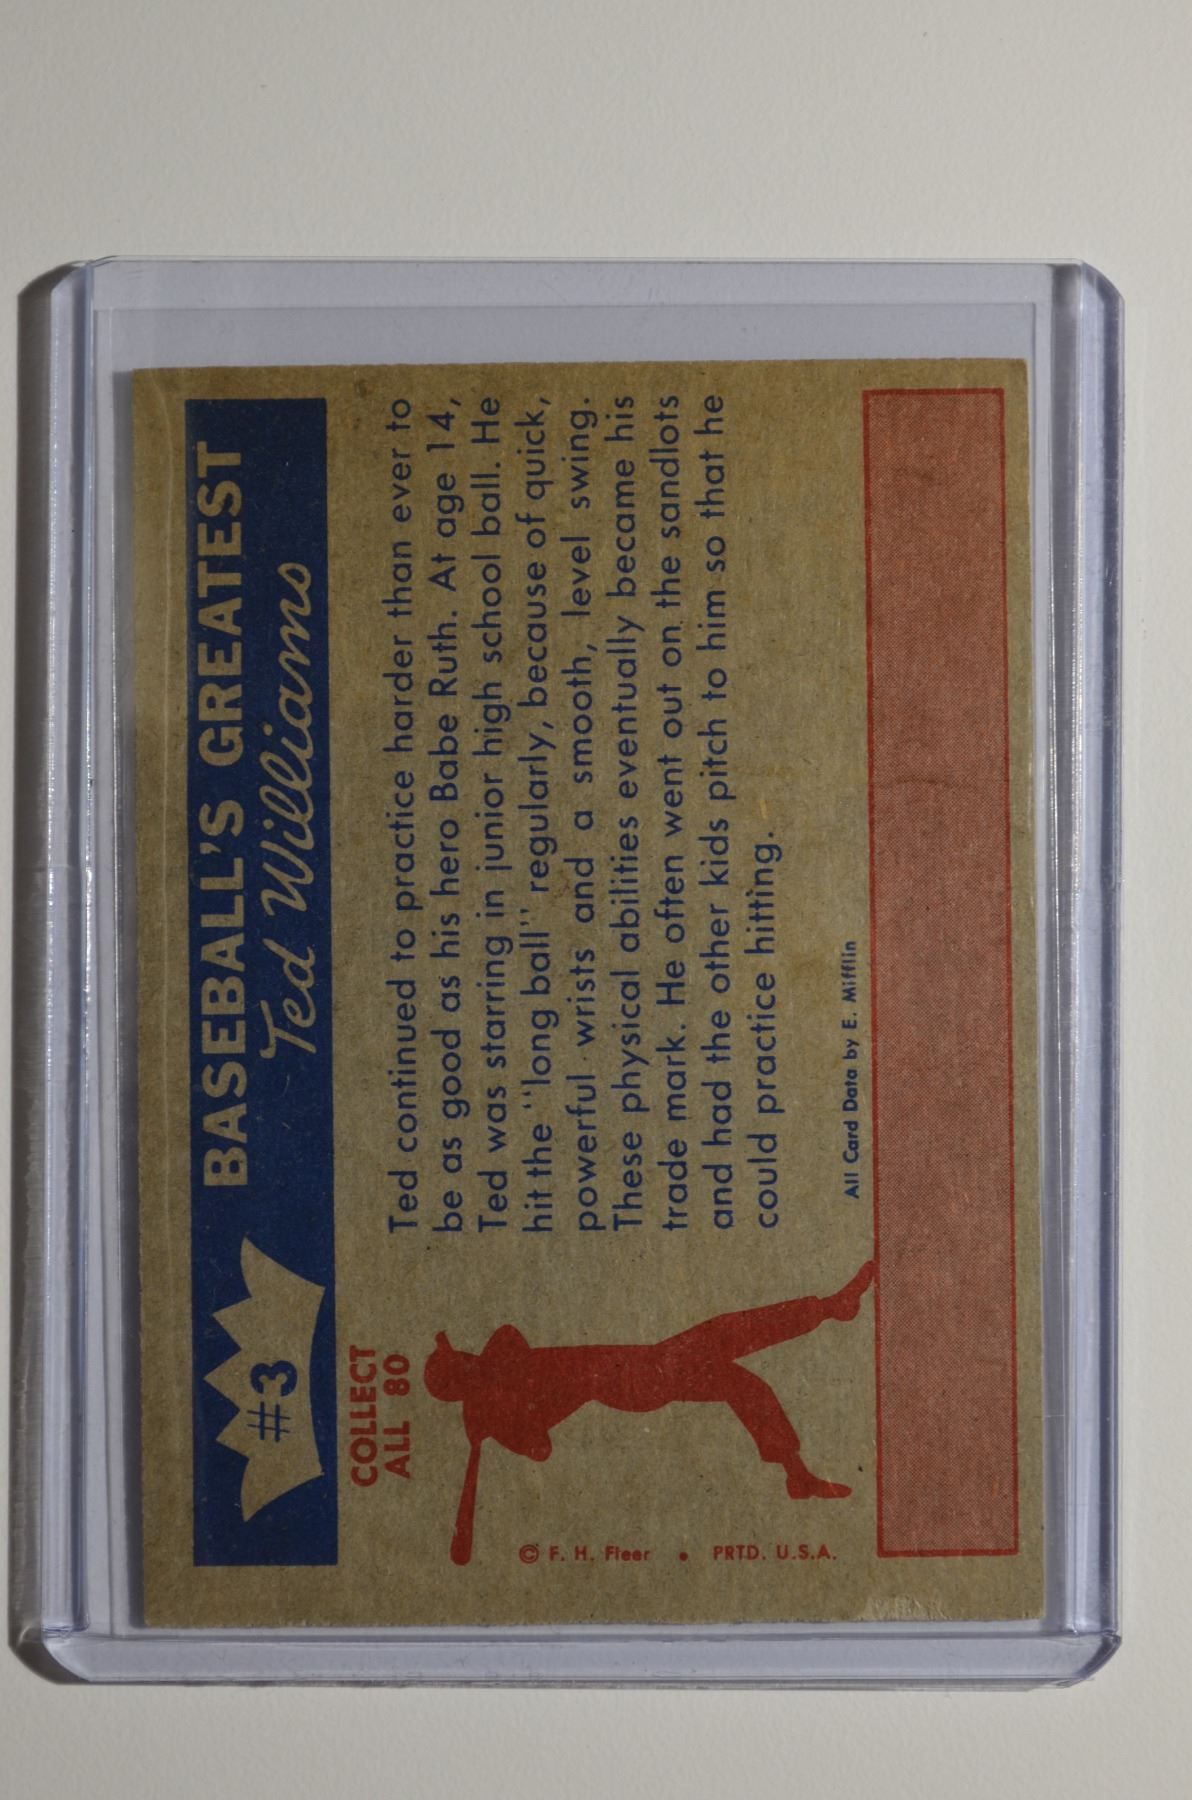 #3
BASEBALL'S GREATEST
Ted Williams
COLLECT
ALL 80
Ted continued to practice harder than ever to
be as good as his hero Babe Ruth. At age 14,
Ted was starring in junior high school ball. He
hit the "long ball" regularly, because of quick,
powerful wrists and a smooth, level swing.
These physical abilities eventually became his
trade mark. He often went out on the sandlots
and had the other kids pitch to him so that he
could practice hitting.
All Card Data by E. Mifflin
© F. H. Fleer • PRTD. U.S.A.